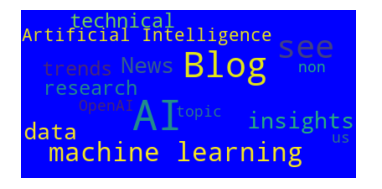 technical
Artificial Intelligence
see
trends News Blog
non
research
OpenAI AI topic
insights
data
us
machine learning